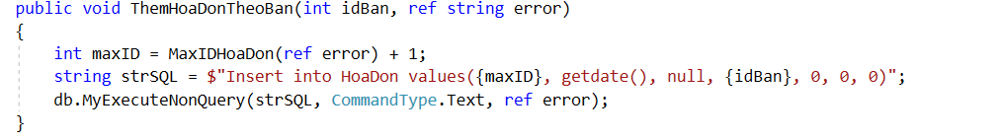 public void ThemHoaDonTheoBan(int idBan, ref string error)
{
    int maxID = MaxIDHoaDon(ref error) + 1;
    string strSQL = $"Insert into HoaDon values({maxID}, getdate(), null, {idBan}, 0, 0, 0)";
    db.MyExecuteNonQuery(strSQL, CommandType.Text, ref error);
}